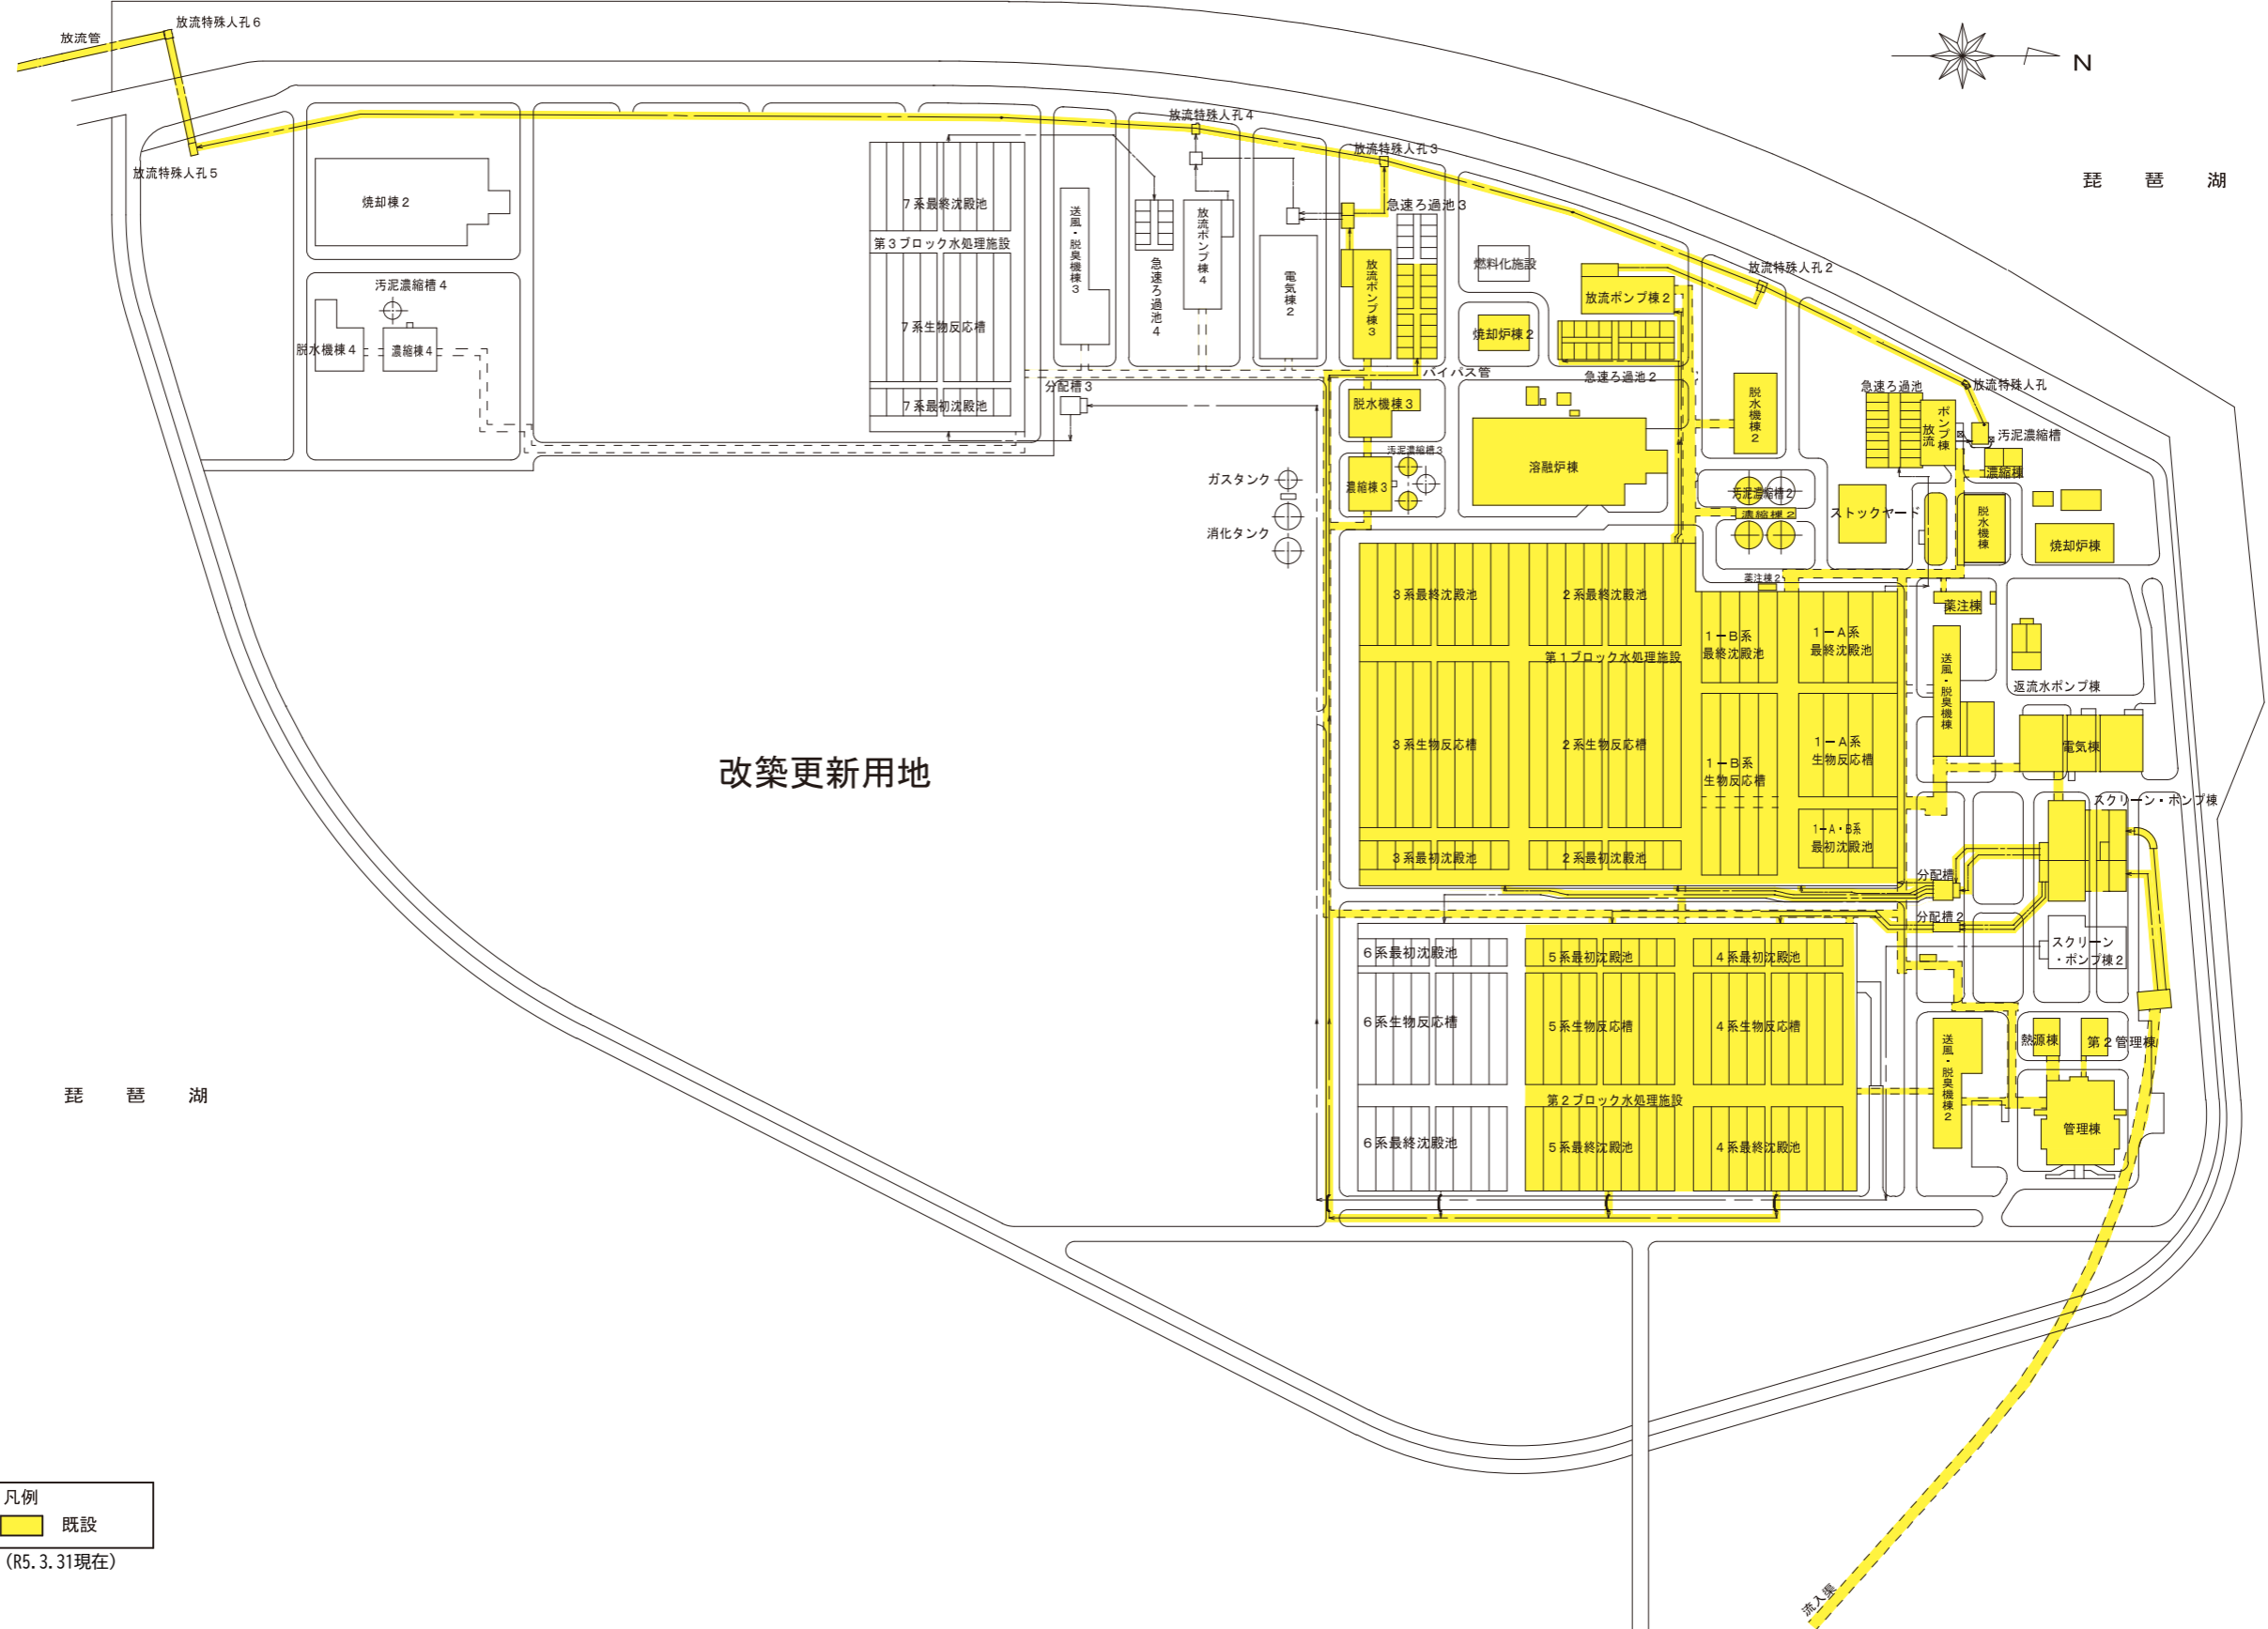 放流管
放流特殊人孔6
放流特殊人孔5
焼却棟2
汚泥濃縮槽4
脱水機棟4
濃縮棟4
7系最終沈殿池
第3ブロック水処理施設
7系生物反応槽
7系最初沈殿池
送風・脱臭機棟3
急速ろ過池4
放流ポンプ棟4
放流特殊人孔4
電気棟2
分配槽3
放流特殊人孔3
急速ろ過池3
放流ポンプ棟3
バイパス管
燃料化施設
焼却炉棟2
放流ポンプ棟2
急速ろ過池2
放流特殊人孔2
N
琵琶湖
脱水機棟3
汚泥濃縮槽3
濃縮棟3
溶融炉棟
脱水機棟2
汚泥濃縮槽2
濃縮棟2
急速ろ過池
放流ポンプ棟
放流特殊人孔
汚泥濃縮槽
濃縮棟
ストックヤード
脱水機棟
焼却炉棟
ガスタンク
消化タンク
薬注棟2
薬注棟
3系最終沈殿池
2系最終沈殿池
1-B系
最終沈殿池
1-A系
最終沈殿池
第1ブロック水処理施設
送風・脱臭機棟
返流水ポンプ棟
3系生物反応槽
2系生物反応槽
1-B系
生物反応槽
1-A系
生物反応槽
電気棟
改築更新用地
スクリーン・ポンプ棟
3系最初沈殿池
2系最初沈殿池
1-A・B系
最初沈殿池
分配槽
分配槽2
6系最初沈殿池
5系最初沈殿池
4系最初沈殿池
スクリーン
・ポンプ棟2
6系生物反応槽
5系生物反応槽
4系生物反応槽
送風・脱臭機棟2
熱源棟
第2管理棟
第2ブロック水処理施設
管理棟
6系最終沈殿池
5系最終沈殿池
4系最終沈殿池
琵琶湖
流入渠
凡例
既設
(R5.3.31現在)